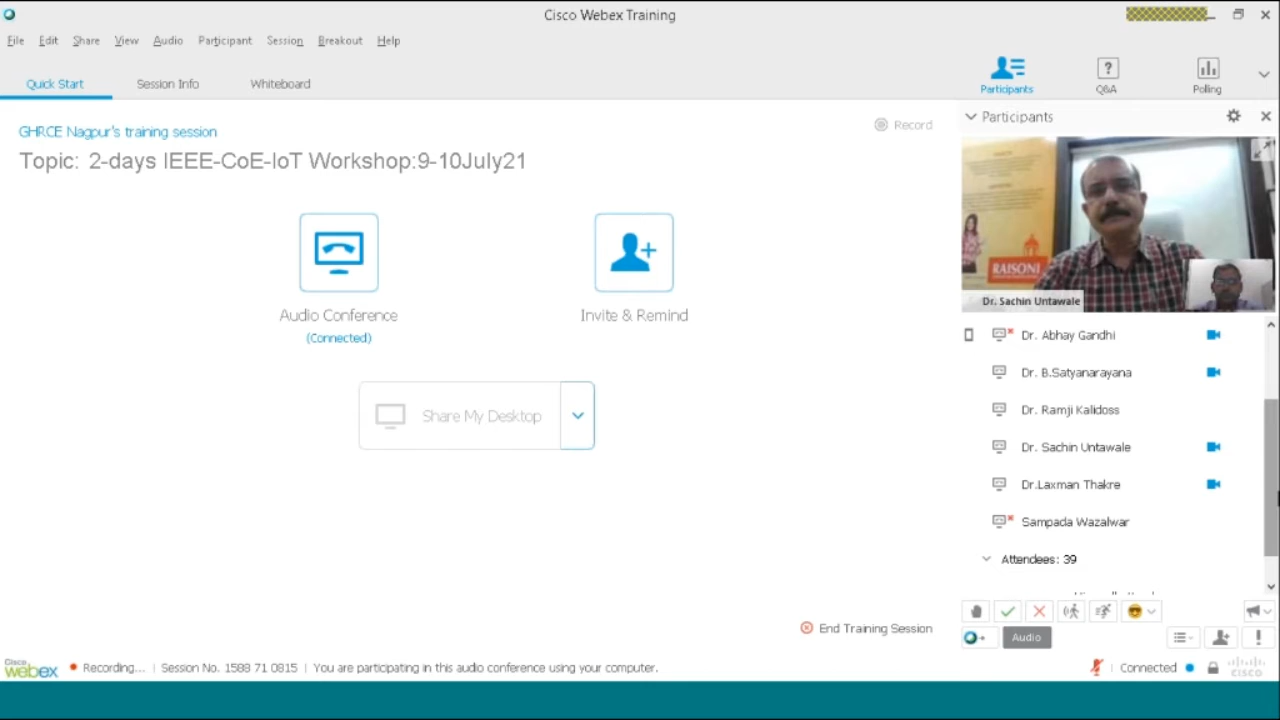 Cisco Webex Training
File Edit Share View Audio Participant Session Breakout Help
Quick Start Session Info Whiteboard
Participants Q&A Polling
GHRCE Nagpur's training session
Record
Topic: 2-days IEEE-CoE-IoT Workshop:9-10July21
Audio Conference
(Connected)
Invite & Remind
Share My Desktop
End Training Session
Participants
RAISONI
Dr. Sachin Untawale
Dr. Abhay Gandhi
Dr. B.Satyanarayana
Dr. Ramji Kalidoss
Dr. Sachin Untawale
Dr.Laxman Thakre
Sampada Wazalwar
Attendees: 39
Audio
Cisco webex Recording... Session No. 1588 71 0815 You are participating in this audio conference using your computer.
Connected
CISCO